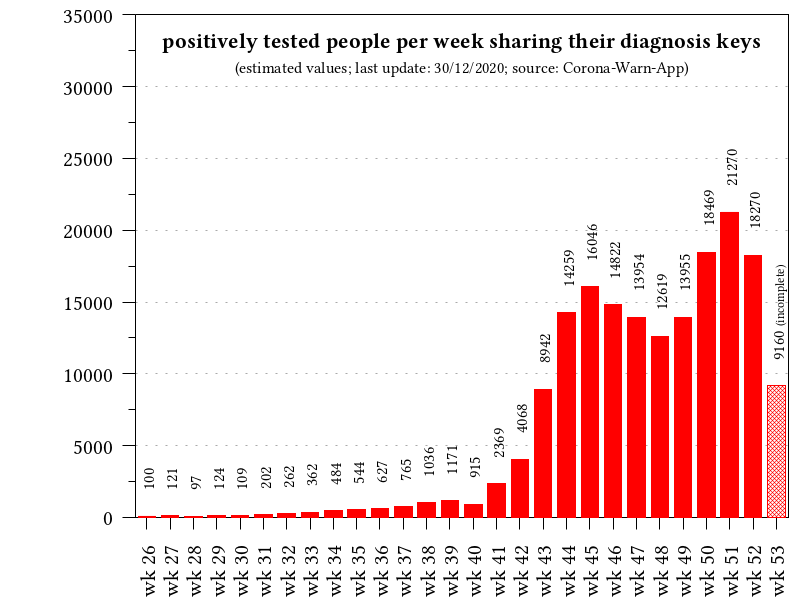 positively tested people per week sharing their diagnosis keys
(estimated values; last update: 30/12/2020; source: Corona-Warn-App)
35000
30000
25000
20000
15000
10000
5000
0
100
121
97
124
109
202
262
362
484
544
627
765
1036
1171
915
2369
4068
8942
14259
16046
14822
13954
12619
13955
18469
21270
18270
9160 (incomplete)
wk 26
wk 27
wk 28
wk 29
wk 30
wk 31
wk 32
wk 33
wk 34
wk 35
wk 36
wk 37
wk 38
wk 39
wk 40
wk 41
wk 42
wk 43
wk 44
wk 45
wk 46
wk 47
wk 48
wk 49
wk 50
wk 51
wk 52
wk 53